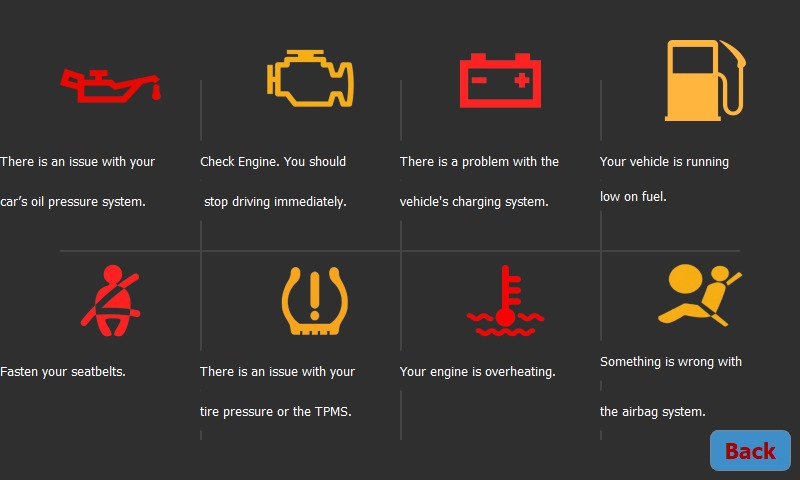 There is an issue with your
car’s oil pressure system.
Check Engine. You should
stop driving immediately.
There is a problem with the
vehicle's charging system.
Your vehicle is running
low on fuel.
Fasten your seatbelts.
There is an issue with your
tire pressure or the TPMS.
Your engine is overheating.
Something is wrong with
the airbag system.
Back